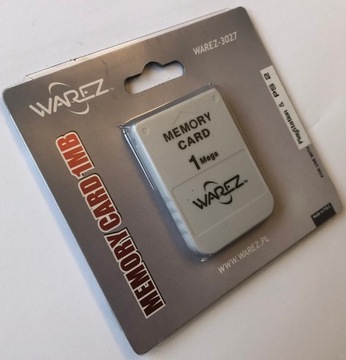 WAREZ
WAREZ-3027
MEMORY CARD 1MB
MEMORY
CARD
1 Mega
WAREZ
Playstation & PS 2
WWW.WAREZ.PL